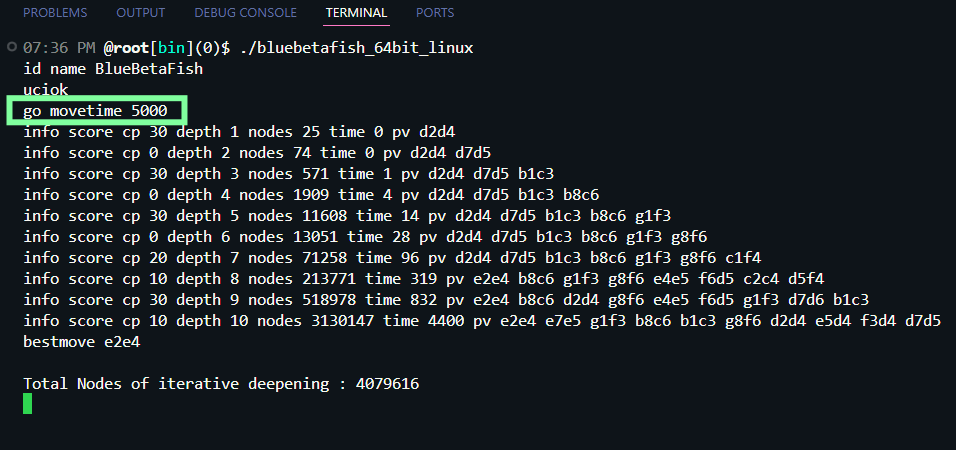 PROBLEMS OUTPUT DEBUG CONSOLE TERMINAL PORTS
07:36 PM @root[bin](0)$ ./bluebetafish_64bit_linux
id name BlueBetaFish
uciok
go movetime 5000
info score cp 30 depth 1 nodes 25 time 0 pv d2d4
info score cp 0 depth 2 nodes 74 time 0 pv d2d4 d7d5
info score cp 30 depth 3 nodes 571 time 1 pv d2d4 d7d5 b1c3
info score cp 0 depth 4 nodes 1909 time 4 pv d2d4 d7d5 b1c3 b8c6
info score cp 30 depth 5 nodes 11608 time 14 pv d2d4 d7d5 b1c3 b8c6 g1f3
info score cp 0 depth 6 nodes 13051 time 28 pv d2d4 d7d5 b1c3 b8c6 g1f3 g8f6
info score cp 20 depth 7 nodes 71258 time 96 pv d2d4 d7d5 b1c3 b8c6 g1f3 g8f6 c1f4
info score cp 10 depth 8 nodes 213771 time 319 pv e2e4 b8c6 g1f3 g8f6 e4e5 f6d5 c2c4 d5f4
info score cp 30 depth 9 nodes 518978 time 832 pv e2e4 b8c6 d2d4 g8f6 e4e5 f6d5 g1f3 d7d6 b1c3
info score cp 10 depth 10 nodes 3130147 time 4400 pv e2e4 e7e5 g1f3 b8c6 b1c3 g8f6 d2d4 e5d4 f3d4 d7d5
bestmove e2e4
Total Nodes of iterative deepening : 4079616